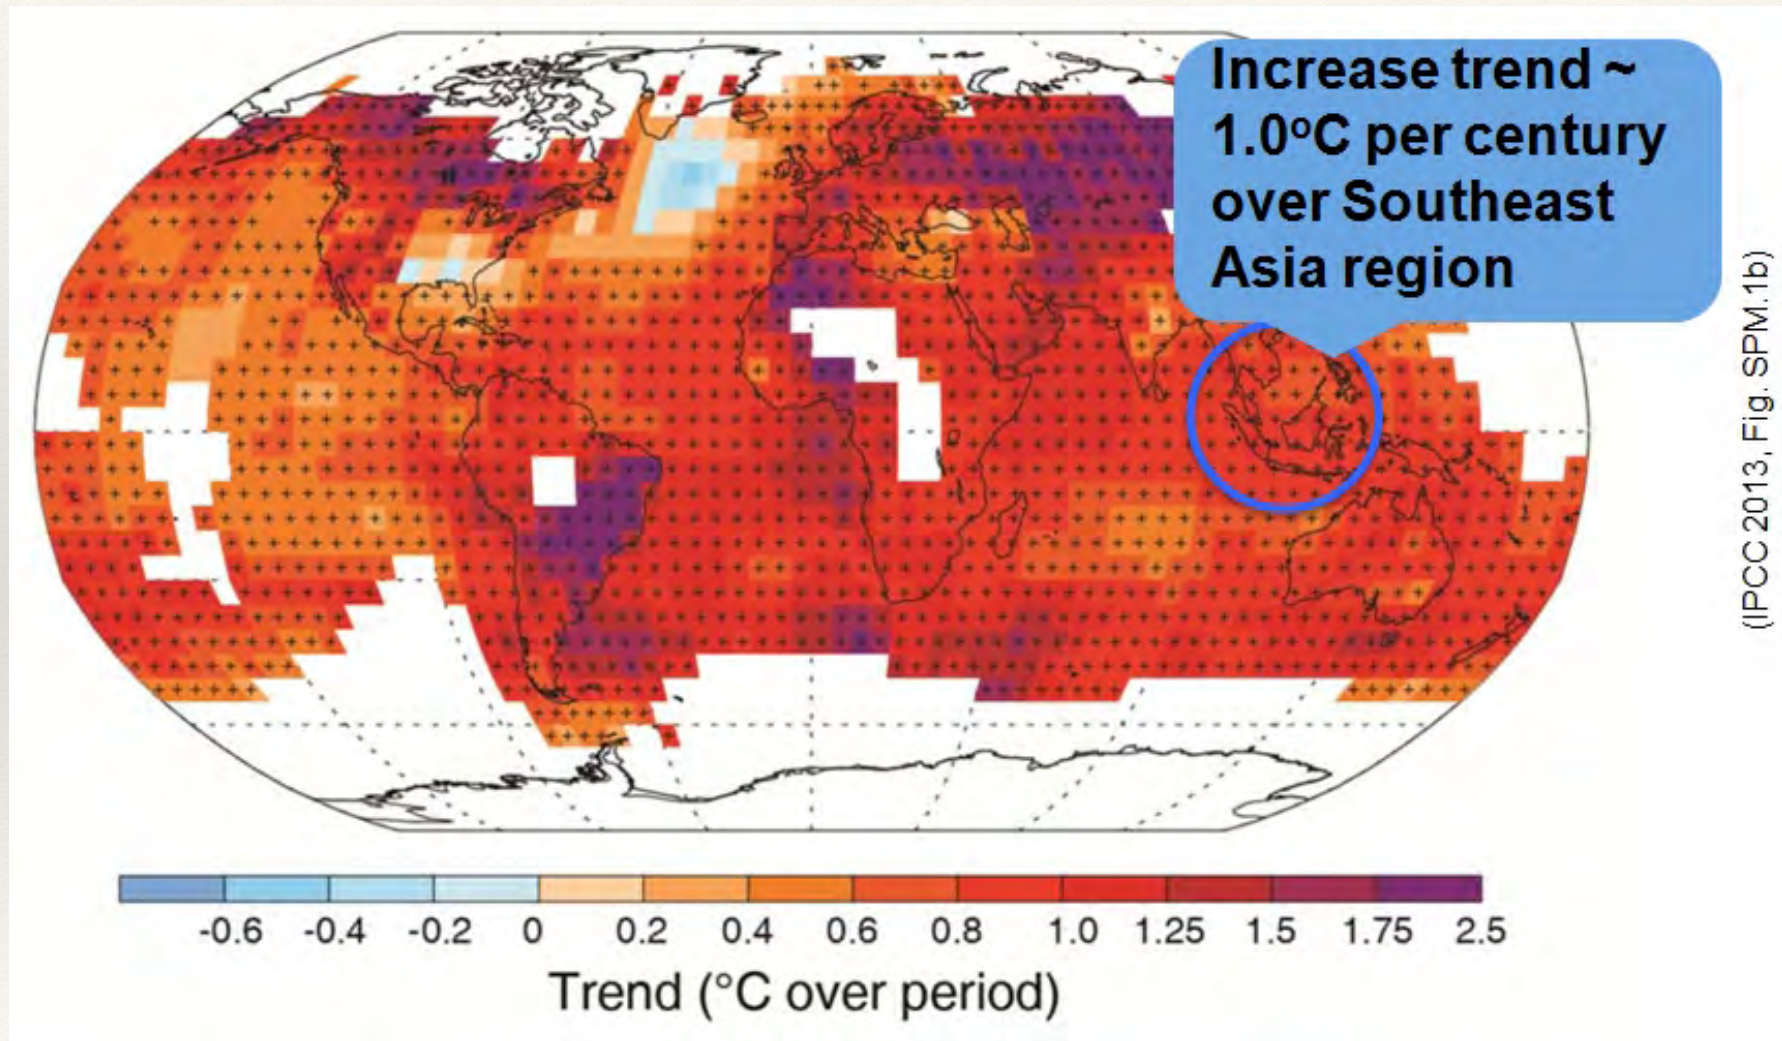 Increase trend ~
1.0°C per century
over Southeast
Asia region
(IPCC 2013, Fig. SPM.1b)
-0.6 -0.4 -0.2 0 0.2 0.4 0.6 0.8 1.0 1.25 1.5 1.75 2.5
Trend (°C over period)